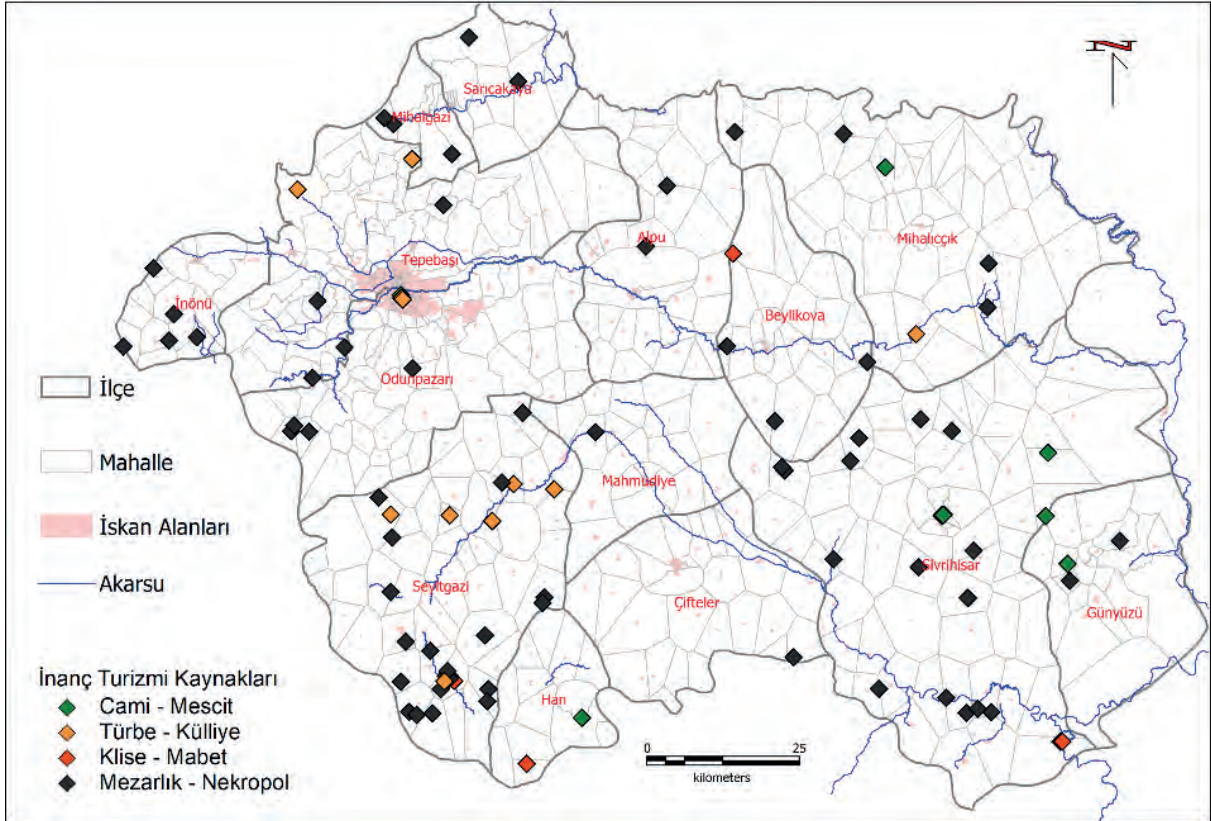 Sarıcakaya
Mihalgazi
Alpu
Mihalıççık
Tepebaşı
İnönü
Beylikova
Odunpazarı
İlçe
Mahalle
Mahmudiye
İskan Alanları
Sivrihisar
Akarsu
Seyitgazi
Çifteler
Günyüzü
İnanç Turizmi Kaynakları
Han
Cami - Mescit
Türbe - Külliye
Klise - Mabet
0 25
kilometers
Mezarlık - Nekropol